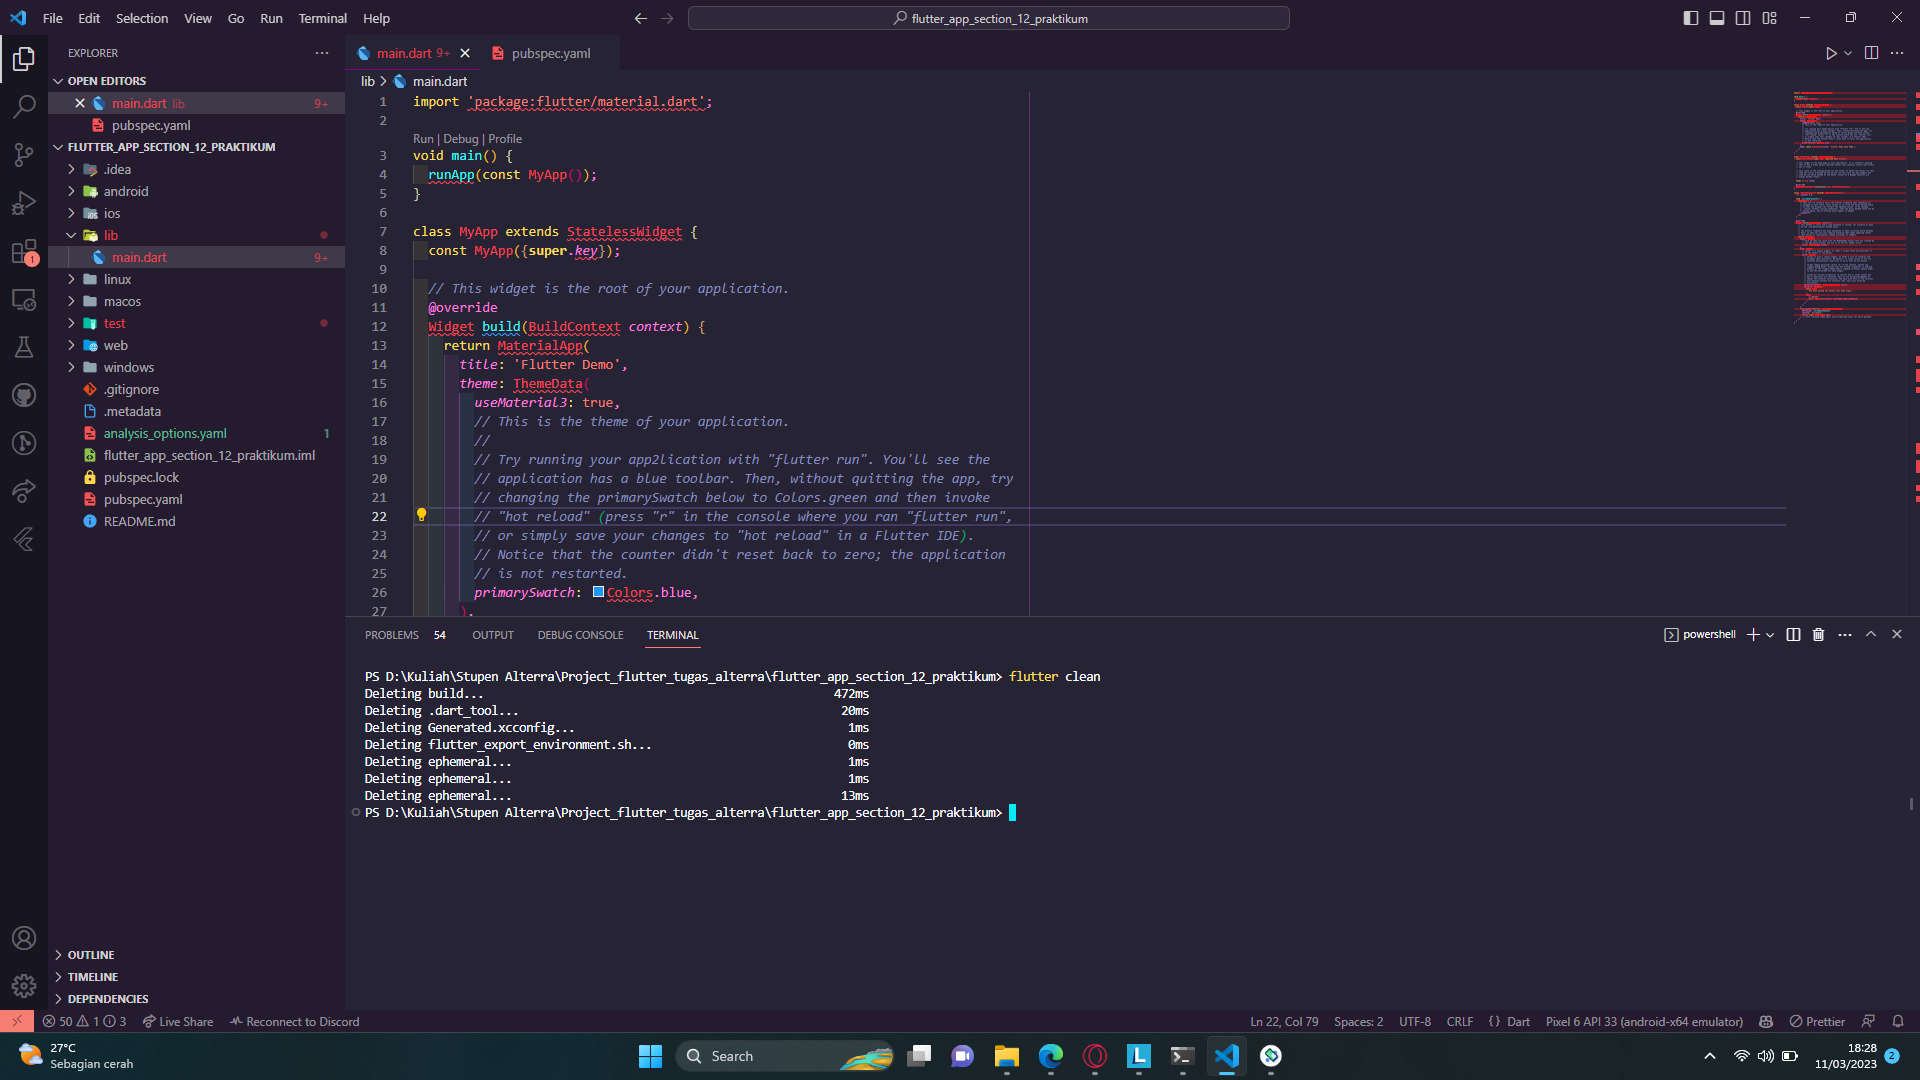 File Edit Selection View Go Run Terminal Help
flutter_app_section_12_praktikum
EXPLORER
OPEN EDITORS
main.dart lib 9+
pubspec.yaml
FLUTTER_APP_SECTION_12_PRAKTIKUM
.idea
android
ios
lib
main.dart 9+
linux
macos
test
web
windows
.gitignore
.metadata
analysis_options.yaml 1
flutter_app_section_12_praktikum.iml
pubspec.lock
pubspec.yaml
README.md
OUTLINE
TIMELINE
DEPENDENCIES
1
main.dart 9+
pubspec.yaml
lib > main.dart
1 import 'package:flutter/material.dart';
2
Run | Debug | Profile
3 void main() {
4 runApp(const MyApp());
5 }
6
7 class MyApp extends StatelessWidget {
8 const MyApp({super.key});
9
10 // This widget is the root of your application.
11 @override
12 Widget build(BuildContext context) {
13 return MaterialApp(
14 title: 'Flutter Demo',
15 theme: ThemeData(
16 useMaterial3: true,
17 // This is the theme of your application.
18 //
19 // Try running your app2lication with "flutter run". You'll see the
20 // application has a blue toolbar. Then, without quitting the app, try
21 // changing the primarySwatch below to Colors.green and then invoke
22 // "hot reload" (press "r" in the console where you ran "flutter run",
23 // or simply save your changes to "hot reload" in a Flutter IDE).
24 // Notice that the counter didn't reset back to zero; the application
25 // is not restarted.
26 primarySwatch: Colors.blue,
27 ),
PROBLEMS 54 OUTPUT DEBUG CONSOLE TERMINAL
powershell
PS D:\Kuliah\Stupen Alterra\Project_flutter_tugas_alterra\flutter_app_section_12_praktikum> flutter clean
Deleting build... 472ms
Deleting .dart_tool... 20ms
Deleting Generated.xcconfig... 1ms
Deleting flutter_export_environment.sh... 0ms
Deleting ephemeral... 1ms
Deleting ephemeral... 1ms
Deleting ephemeral... 13ms
PS D:\Kuliah\Stupen Alterra\Project_flutter_tugas_alterra\flutter_app_section_12_praktikum>
50 1 3 Live Share Reconnect to Discord
Ln 22, Col 79 Spaces: 2 UTF-8 CRLF {} Dart Pixel 6 API 33 (android-x64 emulator) Prettier
27°C
Sebagian cerah
Search
L
18:28
11/03/2023
2